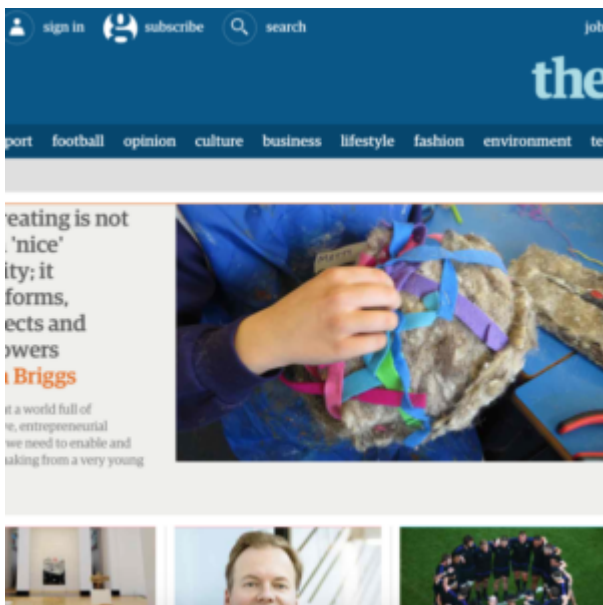 sign in subscribe search job
the
port football opinion culture business lifestyle fashion environment te
reating is not
'nice'
ity; it
forms,
ects and
owers
Briggs
at a world full of
e, entrepreneurial
we need to enable and
aking from a very young